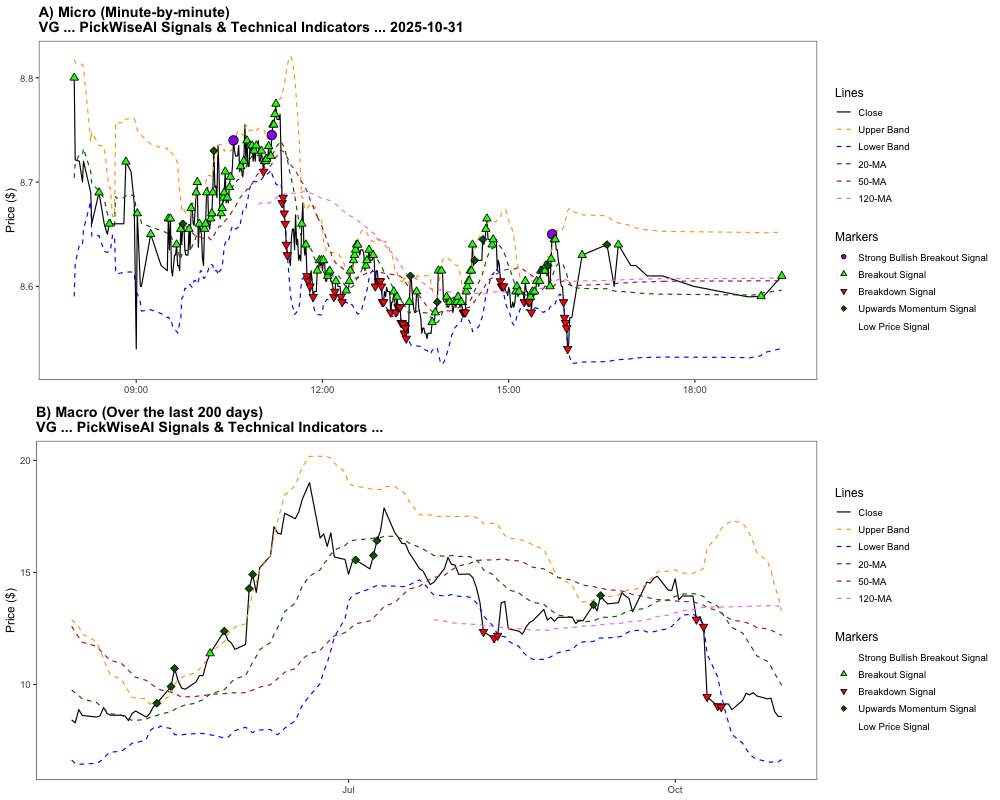 A) Micro (Minute-by-minute)
VG ... PickWiseAI Signals & Technical Indicators ... 2025-10-31
Price ($)
8.8
8.7
8.6
09:00
12:00
15:00
18:00
Lines
Close
Upper Band
Lower Band
20-MA
50-MA
120-MA
Markers
Strong Bullish Breakout Signal
Breakout Signal
Breakdown Signal
Upwards Momentum Signal
Low Price Signal
B) Macro (Over the last 200 days)
VG ... PickWiseAI Signals & Technical Indicators ...
Price ($)
20
15
10
Jul
Oct
Lines
Close
Upper Band
Lower Band
20-MA
50-MA
120-MA
Markers
Strong Bullish Breakout Signal
Breakout Signal
Breakdown Signal
Upwards Momentum Signal
Low Price Signal